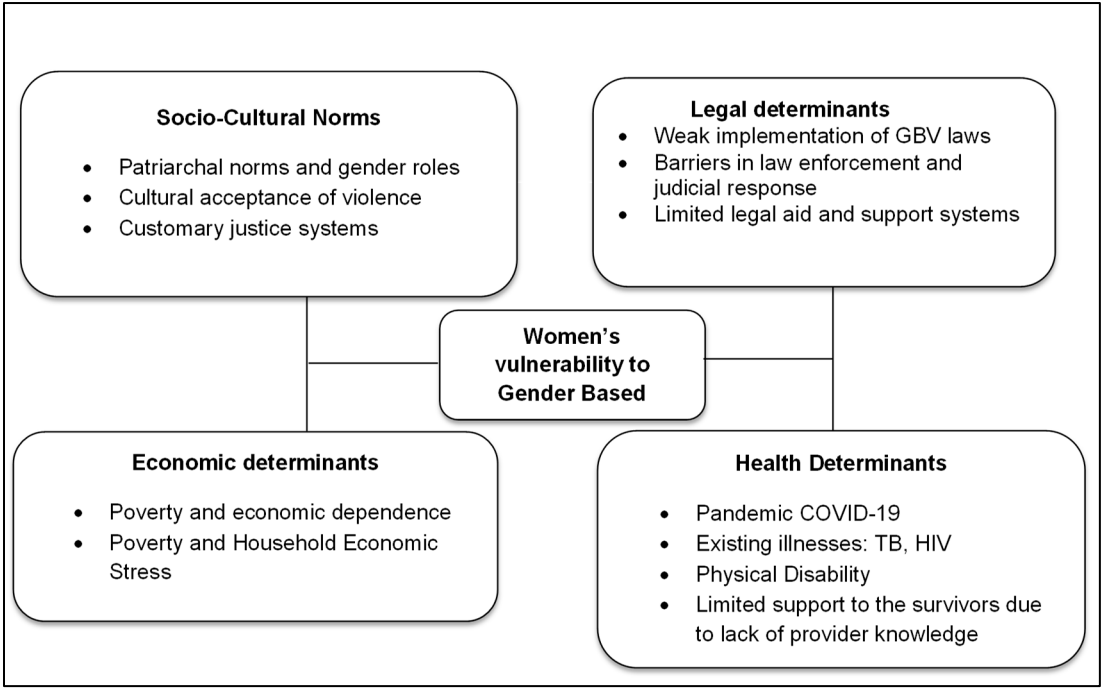 Socio-Cultural Norms
• Patriarchal norms and gender roles
• Cultural acceptance of violence
• Customary justice systems
Legal determinants
• Weak implementation of GBV laws
• Barriers in law enforcement and
judicial response
• Limited legal aid and support systems
Women’s
vulnerability to
Gender Based
Economic determinants
• Poverty and economic dependence
• Poverty and Household Economic
Stress
Health Determinants
• Pandemic COVID-19
• Existing illnesses: TB, HIV
• Physical Disability
• Limited support to the survivors due
to lack of provider knowledge